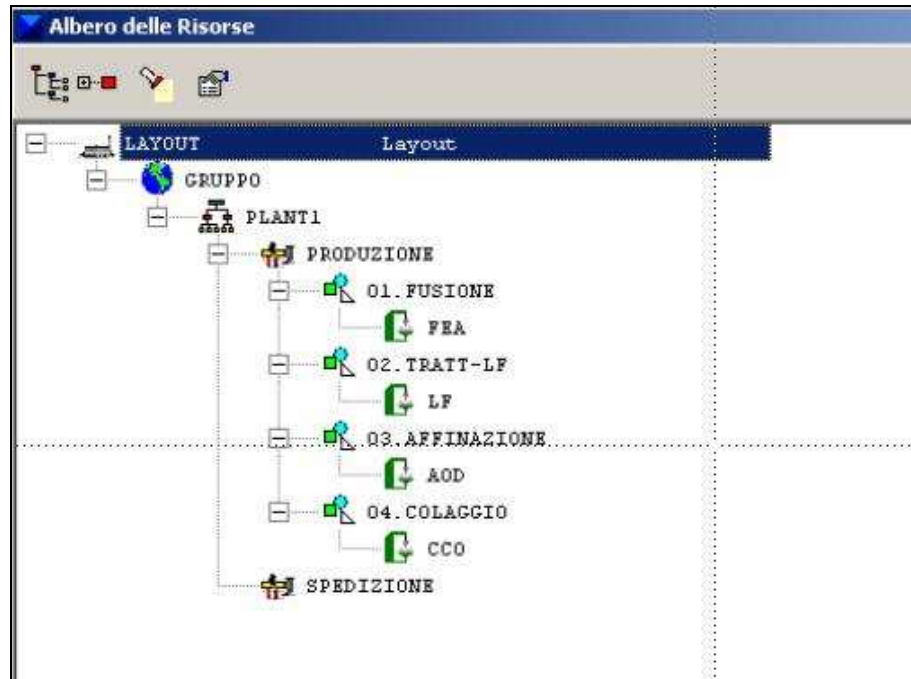 Albero delle Risorse
LAYOUT Layout
GRUPPO
PLANT1
PRODUZIONE
01.FUSIONE
FEA
02.TRATT-LF
LF
03.AFFINAZIONE
AOD
04.COLAGGIO
CCO
SPEDIZIONE